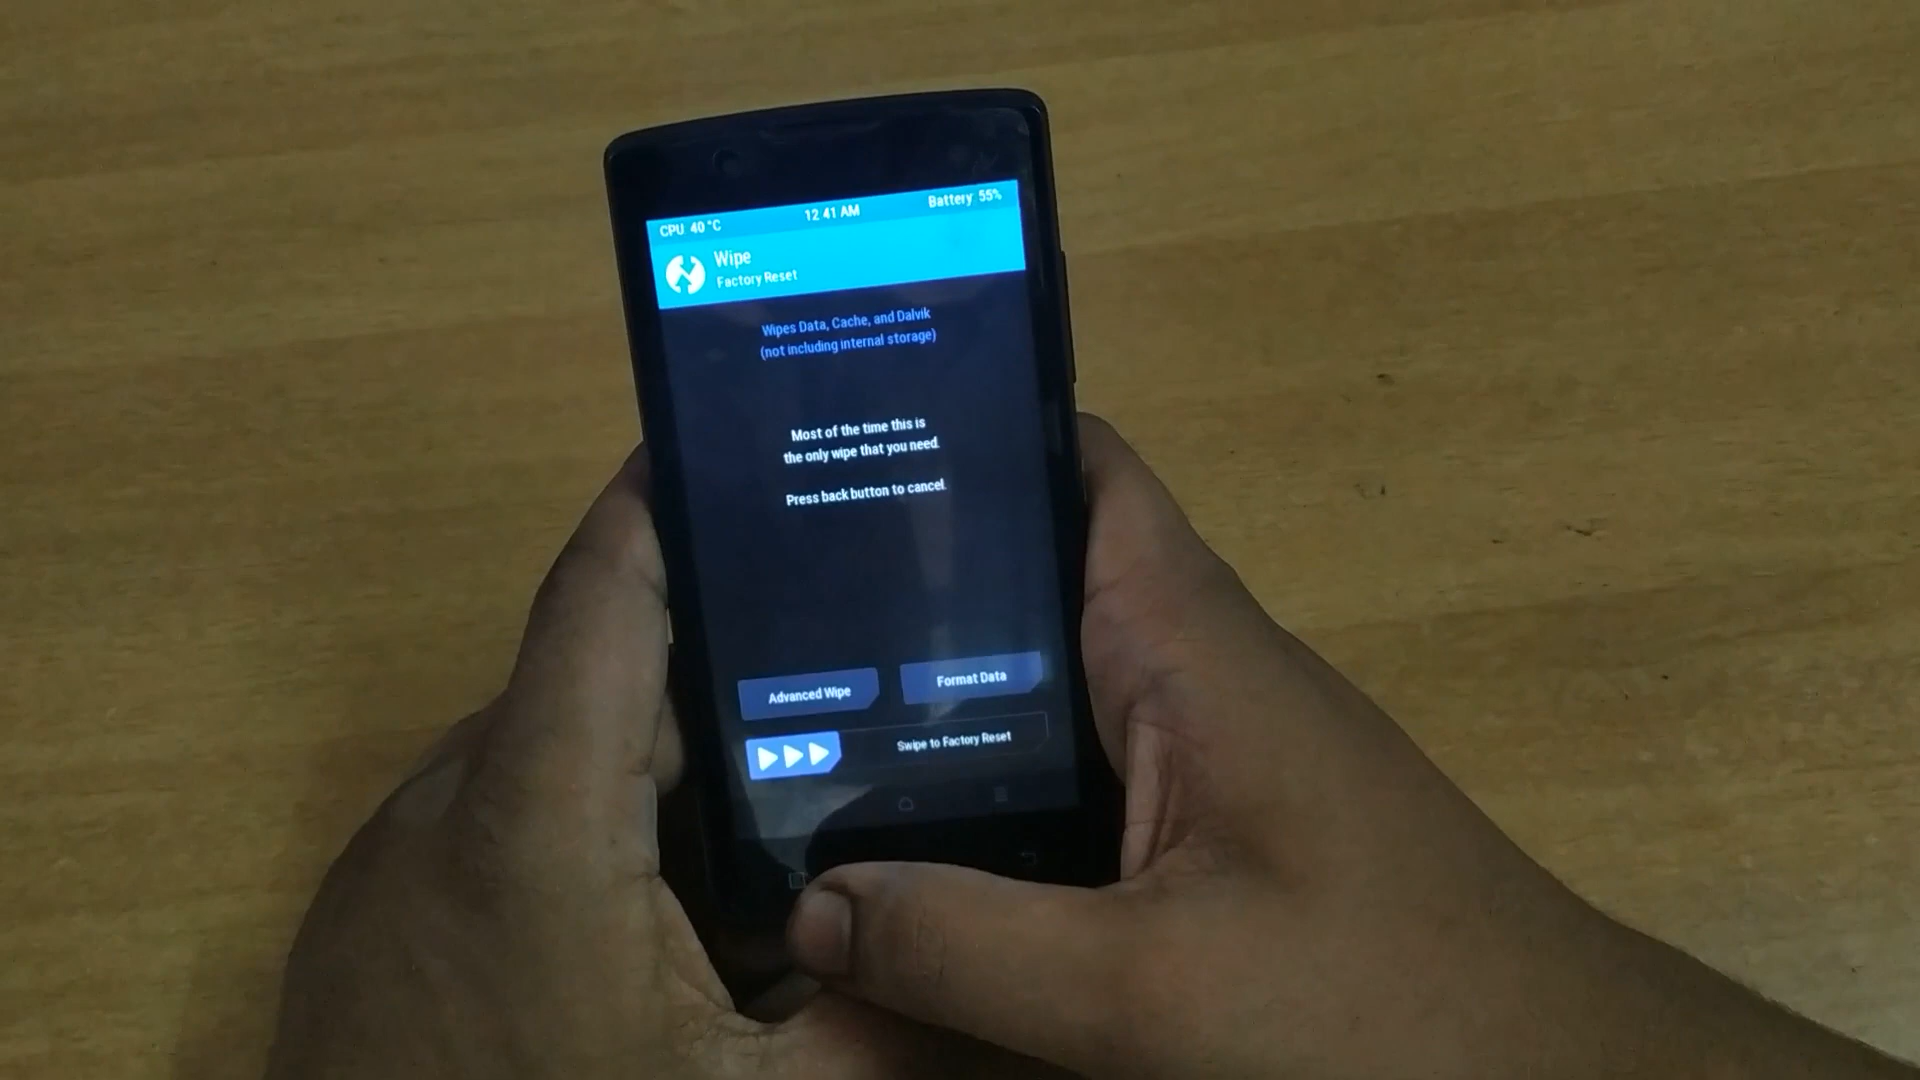 CPU 40 °C
12 41 AM
Battery 55%
Wipe
Factory Reset
Wipes Data, Cache, and Dalvik
(not including internal storage)
Most of the time this is
the only wipe that you need.
Press back button to cancel.
Advanced Wipe
Format Data
Swipe to Factory Reset